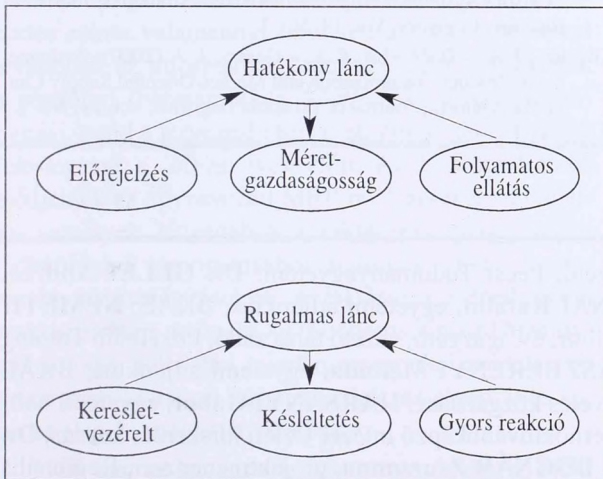 Hatékony lánc
Előrejelzés
Méret-
gazdaságosság
Folyamatos
ellátás
Rugalmas lánc
Kereslet-
vezérelt
Késleltetés
Gyors reakció